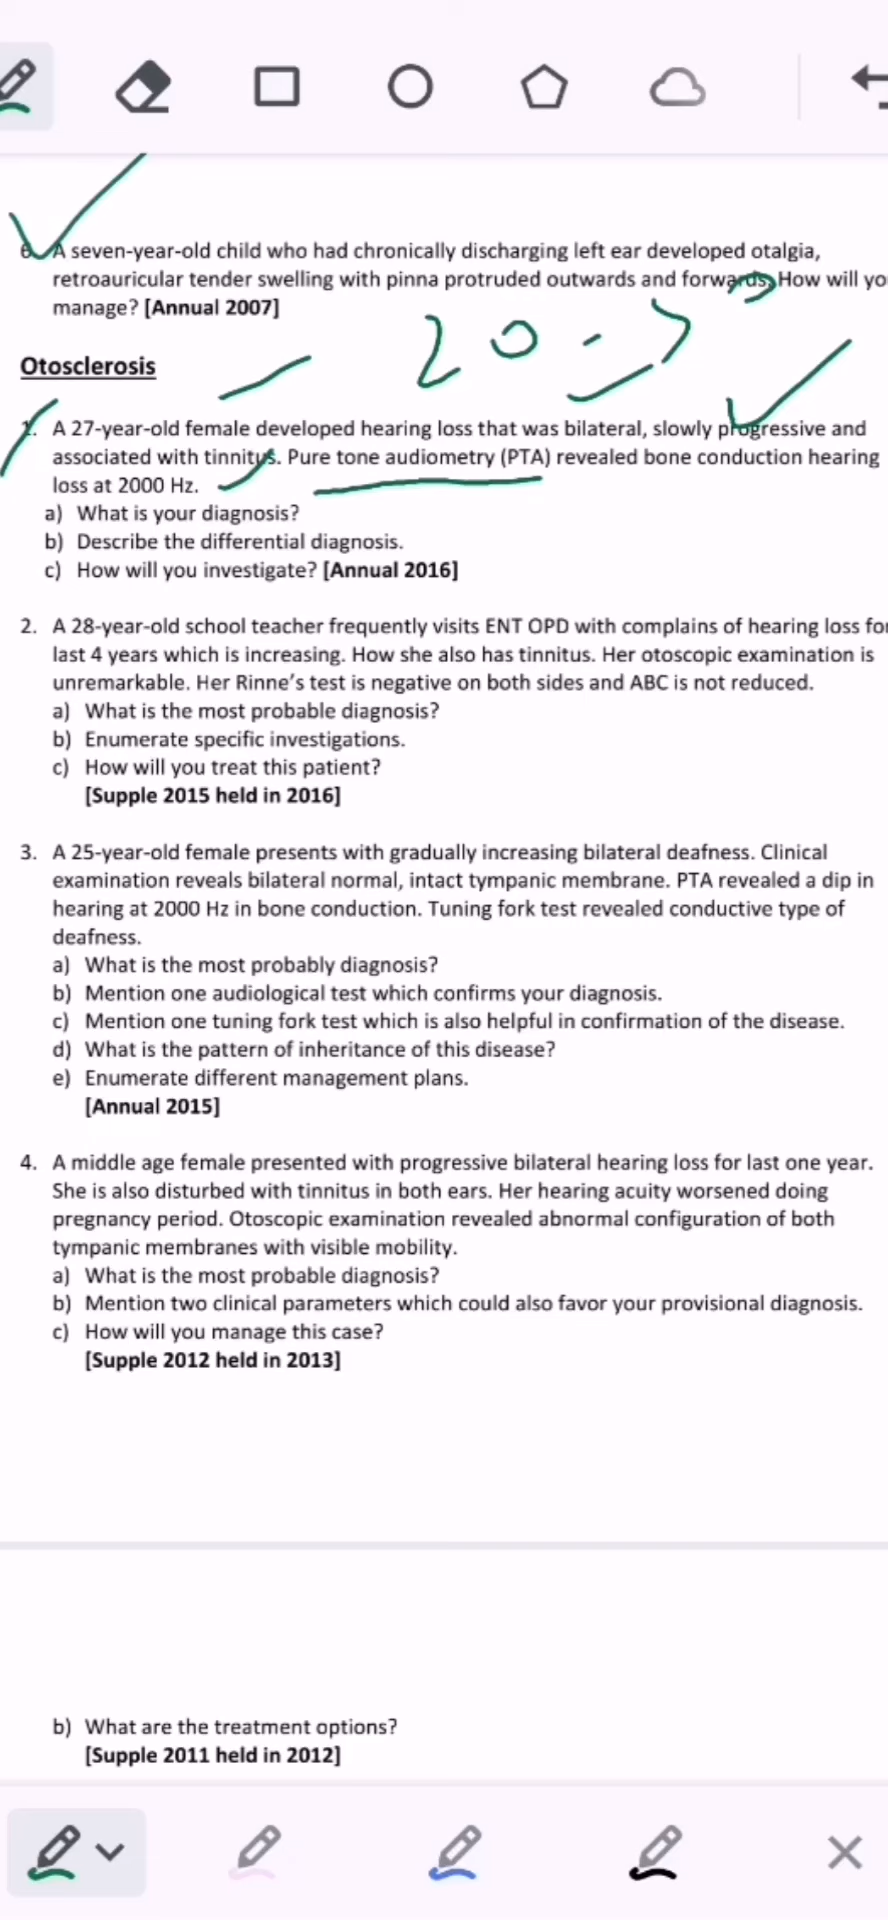 6. A seven-year-old child who had chronically discharging left ear developed otalgia,
retroauricular tender swelling with pinna protruded outwards and forwards. How will yo
manage? [Annual 2007]
20 -
Otosclerosis
1. A 27-year-old female developed hearing loss that was bilateral, slowly progressive and
associated with tinnitus. Pure tone audiometry (PTA) revealed bone conduction hearing
loss at 2000 Hz.
a) What is your diagnosis?
b) Describe the differential diagnosis.
c) How will you investigate? [Annual 2016]
2. A 28-year-old school teacher frequently visits ENT OPD with complains of hearing loss for
last 4 years which is increasing. How she also has tinnitus. Her otoscopic examination is
unremarkable. Her Rinne's test is negative on both sides and ABC is not reduced.
a) What is the most probable diagnosis?
b) Enumerate specific investigations.
c) How will you treat this patient?
[Supple 2015 held in 2016]
3. A 25-year-old female presents with gradually increasing bilateral deafness. Clinical
examination reveals bilateral normal, intact tympanic membrane. PTA revealed a dip in
hearing at 2000 Hz in bone conduction. Tuning fork test revealed conductive type of
deafness.
a) What is the most probably diagnosis?
b) Mention one audiological test which confirms your diagnosis.
c) Mention one tuning fork test which is also helpful in confirmation of the disease.
d) What is the pattern of inheritance of this disease?
e) Enumerate different management plans.
[Annual 2015]
4. A middle age female presented with progressive bilateral hearing loss for last one year.
She is also disturbed with tinnitus in both ears. Her hearing acuity worsened doing
pregnancy period. Otoscopic examination revealed abnormal configuration of both
tympanic membranes with visible mobility.
a) What is the most probable diagnosis?
b) Mention two clinical parameters which could also favor your provisional diagnosis.
c) How will you manage this case?
[Supple 2012 held in 2013]
b) What are the treatment options?
[Supple 2011 held in 2012]